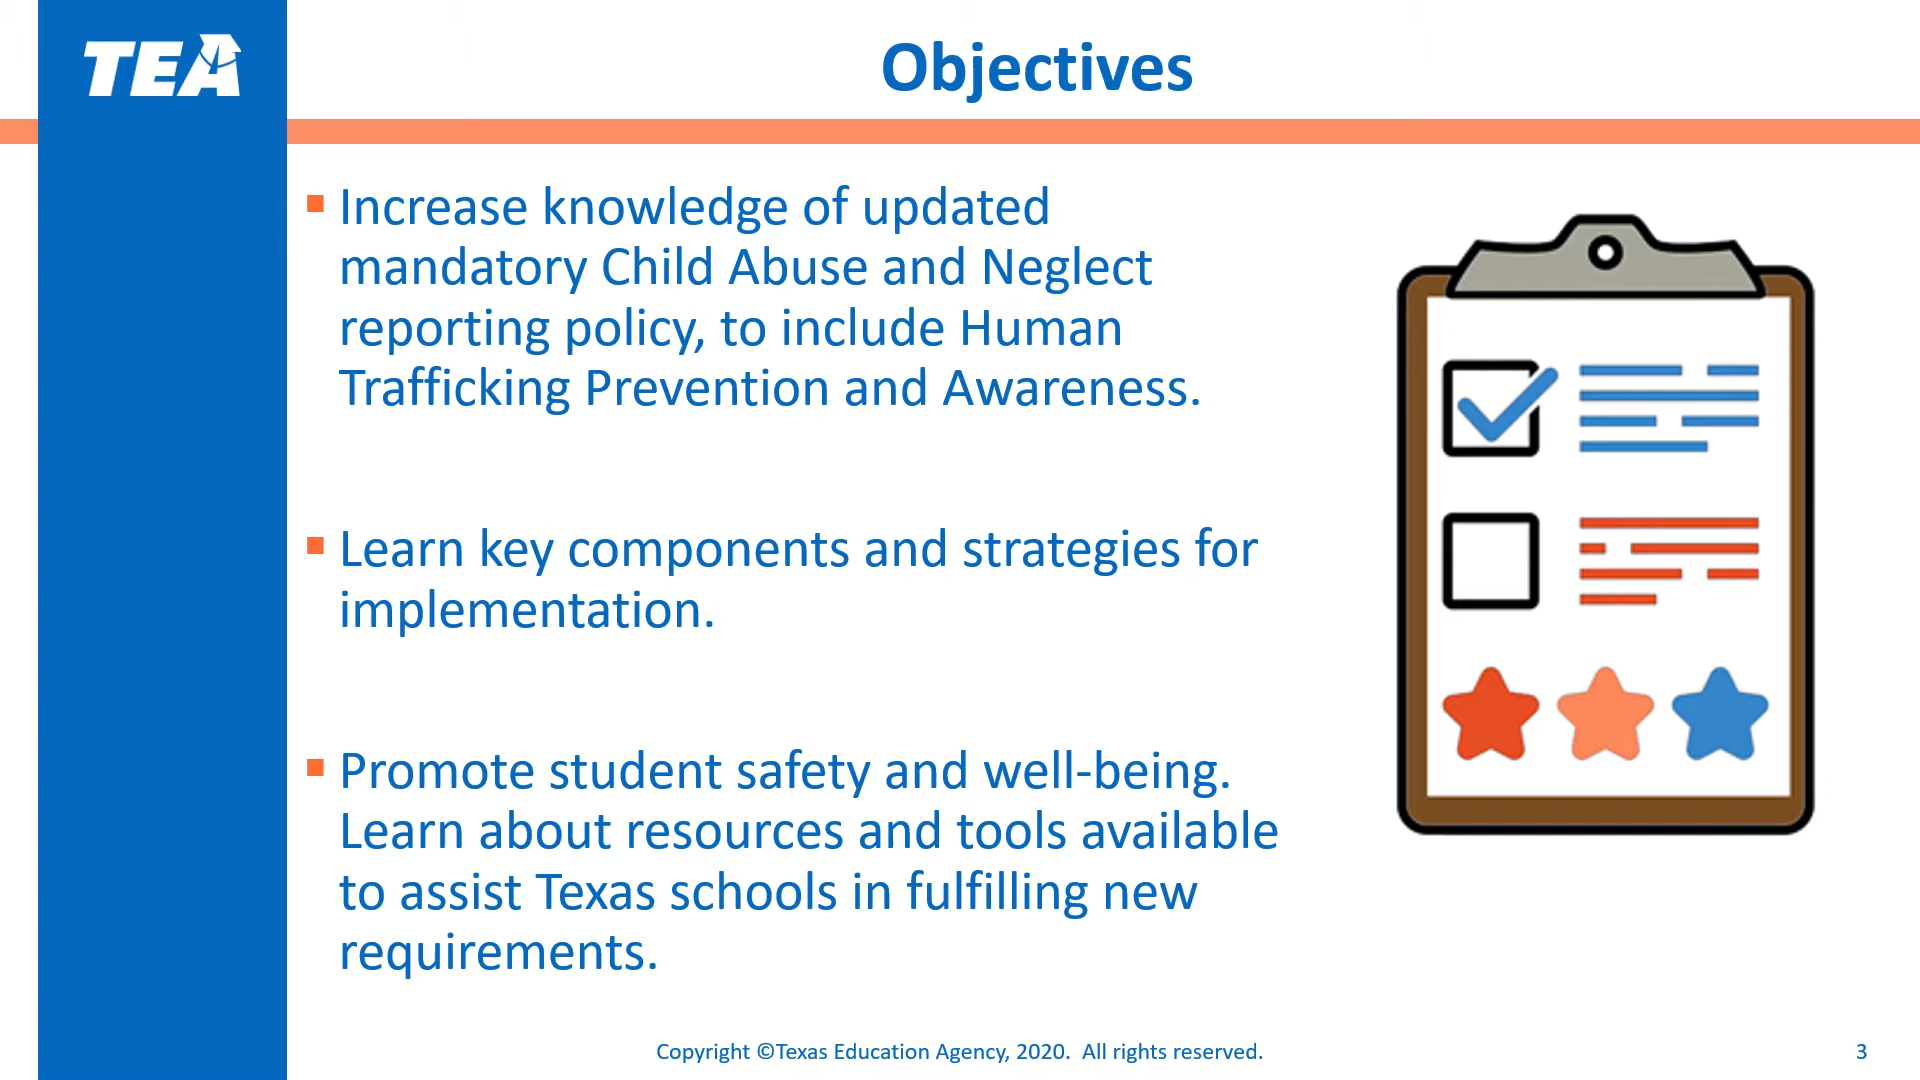 TEA
Objectives
▪ Increase knowledge of updated
mandatory Child Abuse and Neglect
reporting policy, to include Human
Trafficking Prevention and Awareness.
▪ Learn key components and strategies for
implementation.
▪ Promote student safety and well-being.
Learn about resources and tools available
to assist Texas schools in fulfilling new
requirements.
Copyright ©Texas Education Agency, 2020. All rights reserved.
3